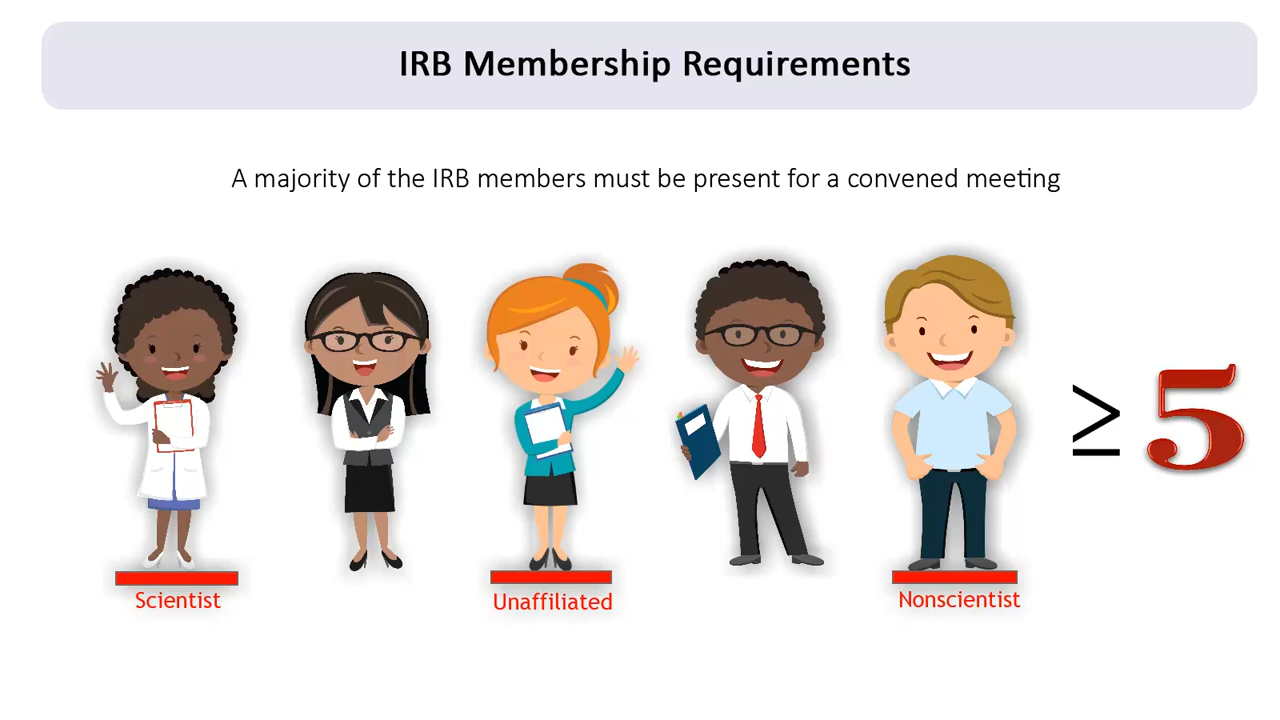 IRB Membership Requirements
A majority of the IRB members must be present for a convened meeting
≥ 5
Scientist
Unaffiliated
Nonscientist